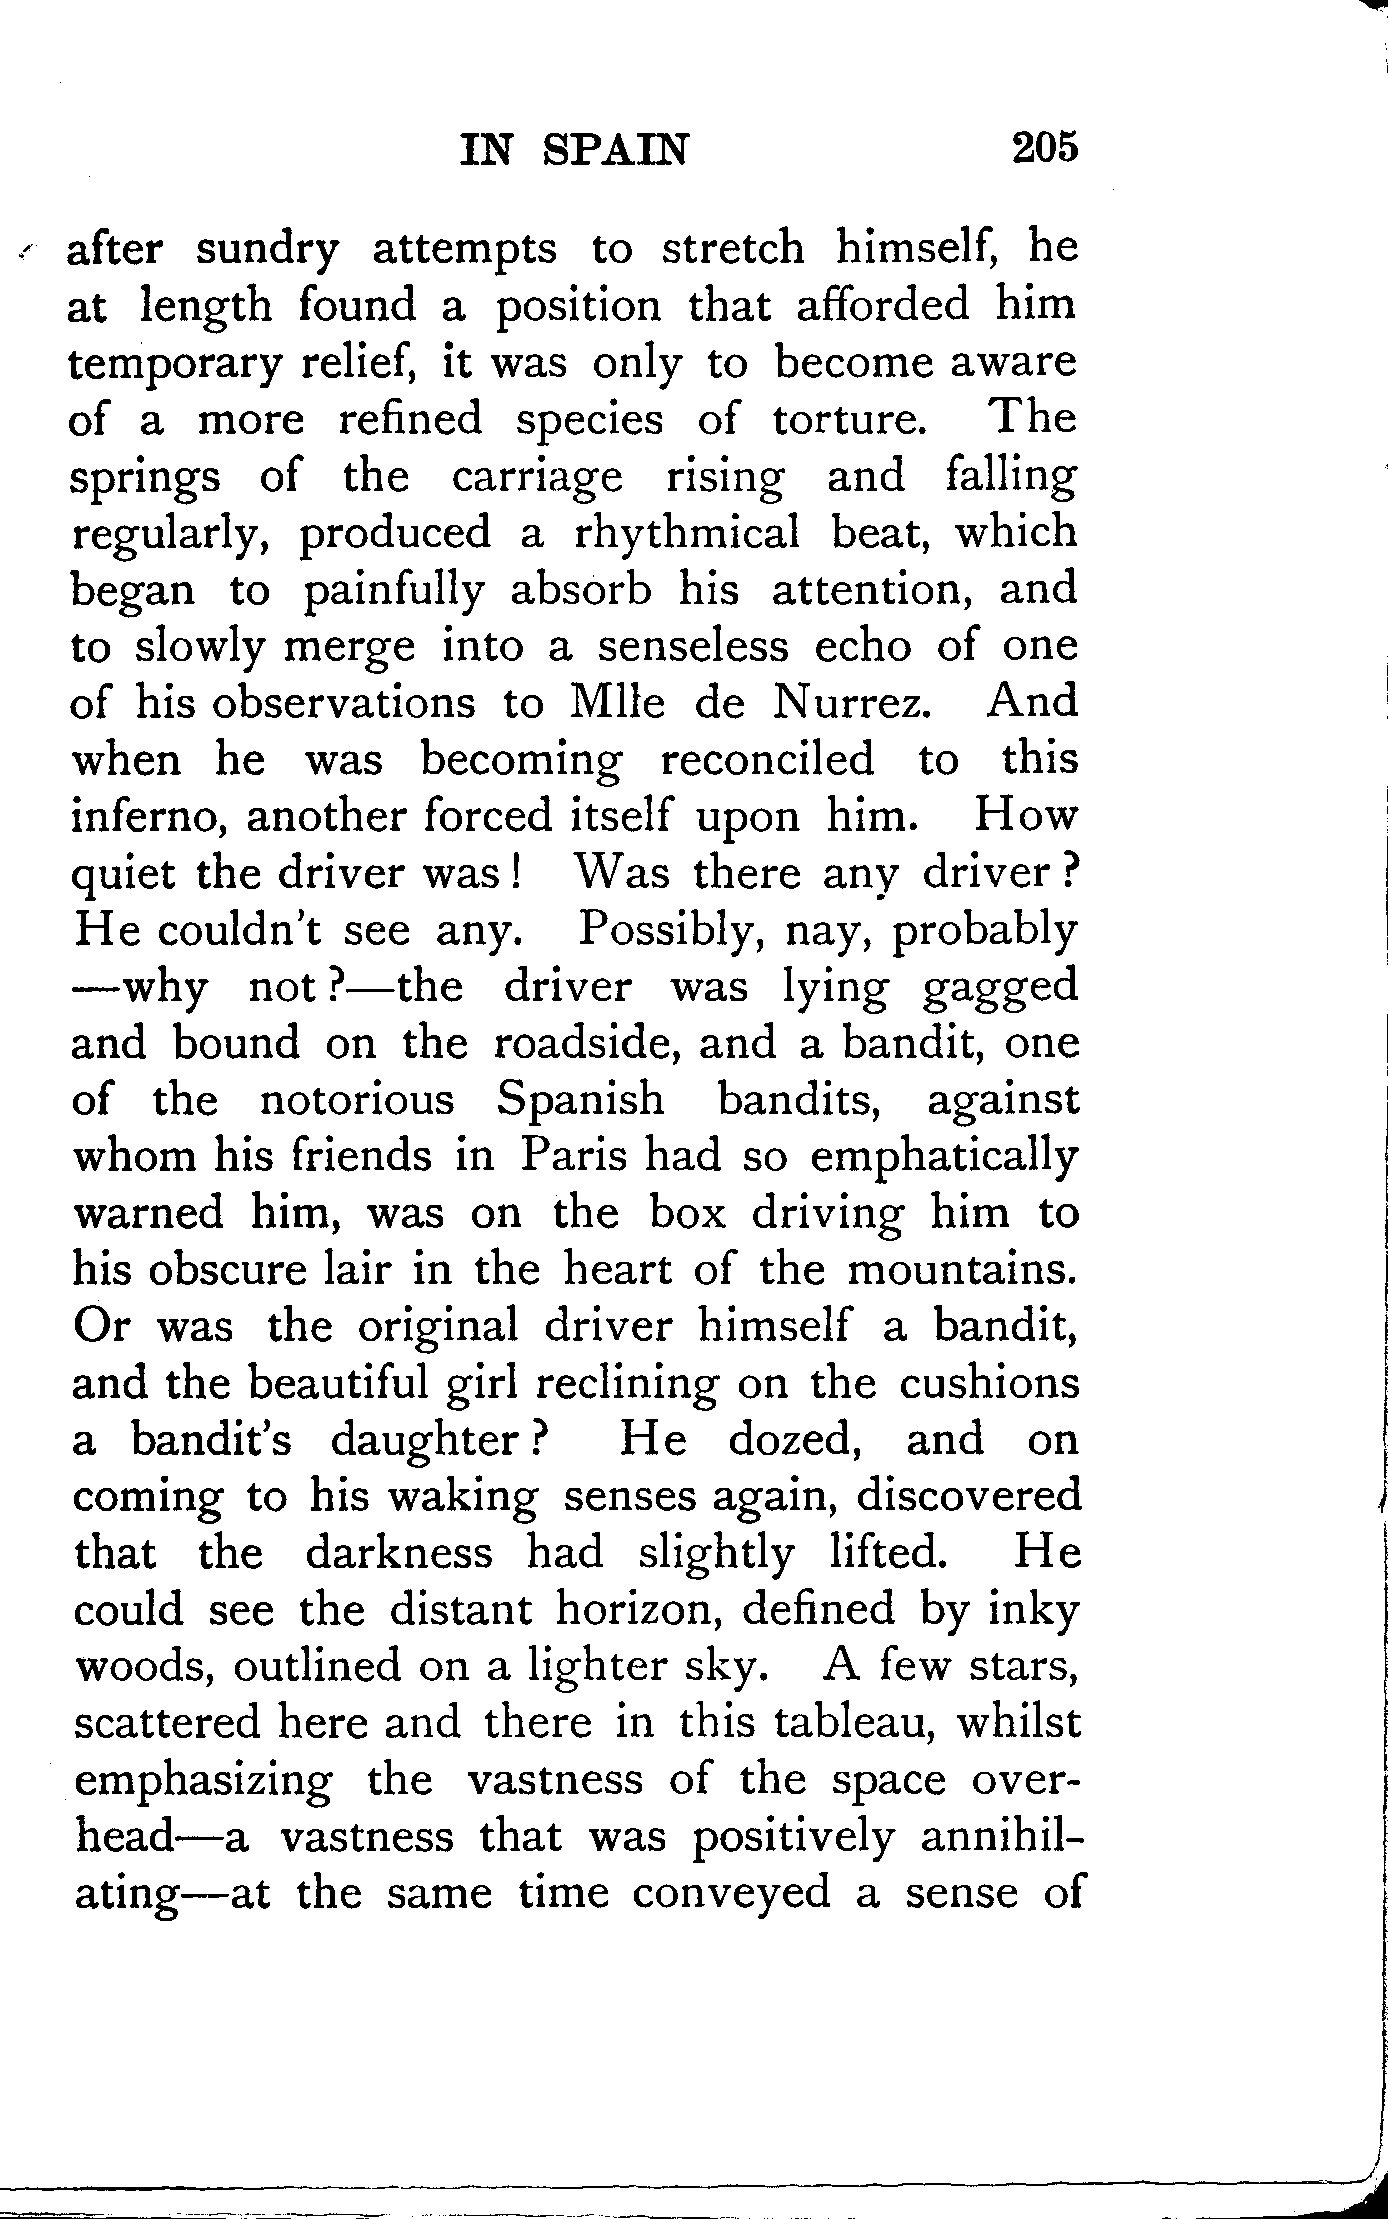 IN SPAIN 205
after sundry attempts to stretch himself, he
at length found a position that afforded him
temporary relief, it was only to become aware
of a more refined species of torture. The
springs of the carriage rising and falling
regularly, produced a rhythmical beat, which
began to painfully absorb his attention, and
to slowly merge into a senseless echo of one
of his observations to Mlle de Nurrez. And
when he was becoming reconciled to this
inferno, another forced itself upon him. How
quiet the driver was! Was there any driver?
He couldn't see any. Possibly, nay, probably
—why not?—the driver was lying gagged
and bound on the roadside, and a bandit, one
of the notorious Spanish bandits, against
whom his friends in Paris had so emphatically
warned him, was on the box driving him to
his obscure lair in the heart of the mountains.
Or was the original driver himself a bandit,
and the beautiful girl reclining on the cushions
a bandit's daughter? He dozed, and on
coming to his waking senses again, discovered
that the darkness had slightly lifted. He
could see the distant horizon, defined by inky
woods, outlined on a lighter sky. A few stars,
scattered here and there in this tableau, whilst
emphasizing the vastness of the space over-
head—a vastness that was positively annihil-
ating—at the same time conveyed a sense of